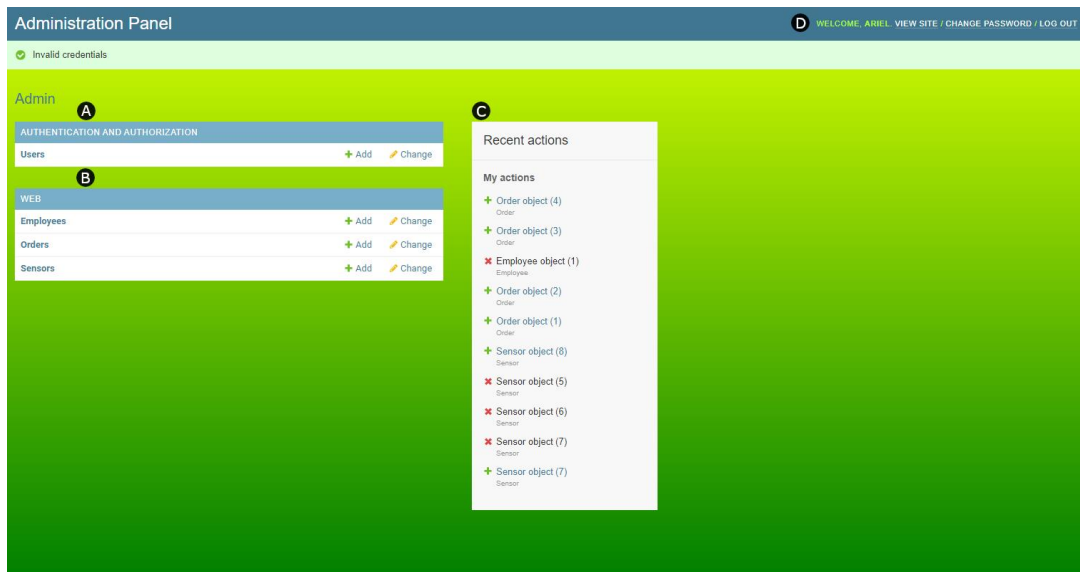 Administration Panel
D WELCOME, ARIEL. VIEW SITE / CHANGE PASSWORD / LOG OUT
Invalid credentials
Admin
A
AUTHENTICATION AND AUTHORIZATION
Users Add Change
B
WEB
Employees Add Change
Orders Add Change
Sensors Add Change
C
Recent actions
My actions
Order object (4)
Order
Order object (3)
Order
Employee object (1)
Employee
Order object (2)
Order
Order object (1)
Order
Sensor object (8)
Sensor
Sensor object (5)
Sensor
Sensor object (6)
Sensor
Sensor object (7)
Sensor
Sensor object (7)
Sensor